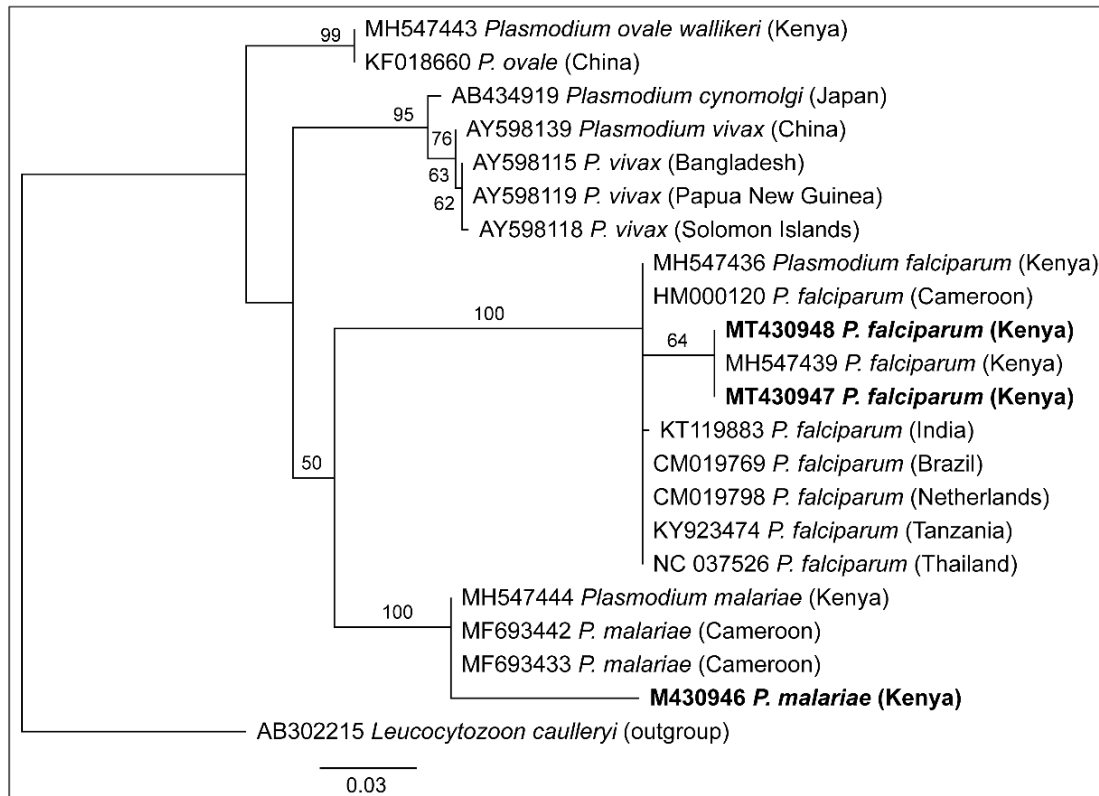 99
MH547443 Plasmodium ovale wallikeri (Kenya)
KF018660 P. ovale (China)
95
AB434919 Plasmodium cynomolgi (Japan)
76
AY598139 Plasmodium vivax (China)
63
AY598115 P. vivax (Bangladesh)
62
AY598119 P. vivax (Papua New Guinea)
AY598118 P. vivax (Solomon Islands)
MH547436 Plasmodium falciparum (Kenya)
HM000120 P. falciparum (Cameroon)
100
64
MT430948 P. falciparum (Kenya)
MH547439 P. falciparum (Kenya)
MT430947 P. falciparum (Kenya)
KT119883 P. falciparum (India)
50
CM019769 P. falciparum (Brazil)
CM019798 P. falciparum (Netherlands)
KY923474 P. falciparum (Tanzania)
NC 037526 P. falciparum (Thailand)
100
MH547444 Plasmodium malariae (Kenya)
MF693442 P. malariae (Cameroon)
MF693433 P. malariae (Cameroon)
M430946 P. malariae (Kenya)
AB302215 Leucocytozoon caulleryi (outgroup)
0.03